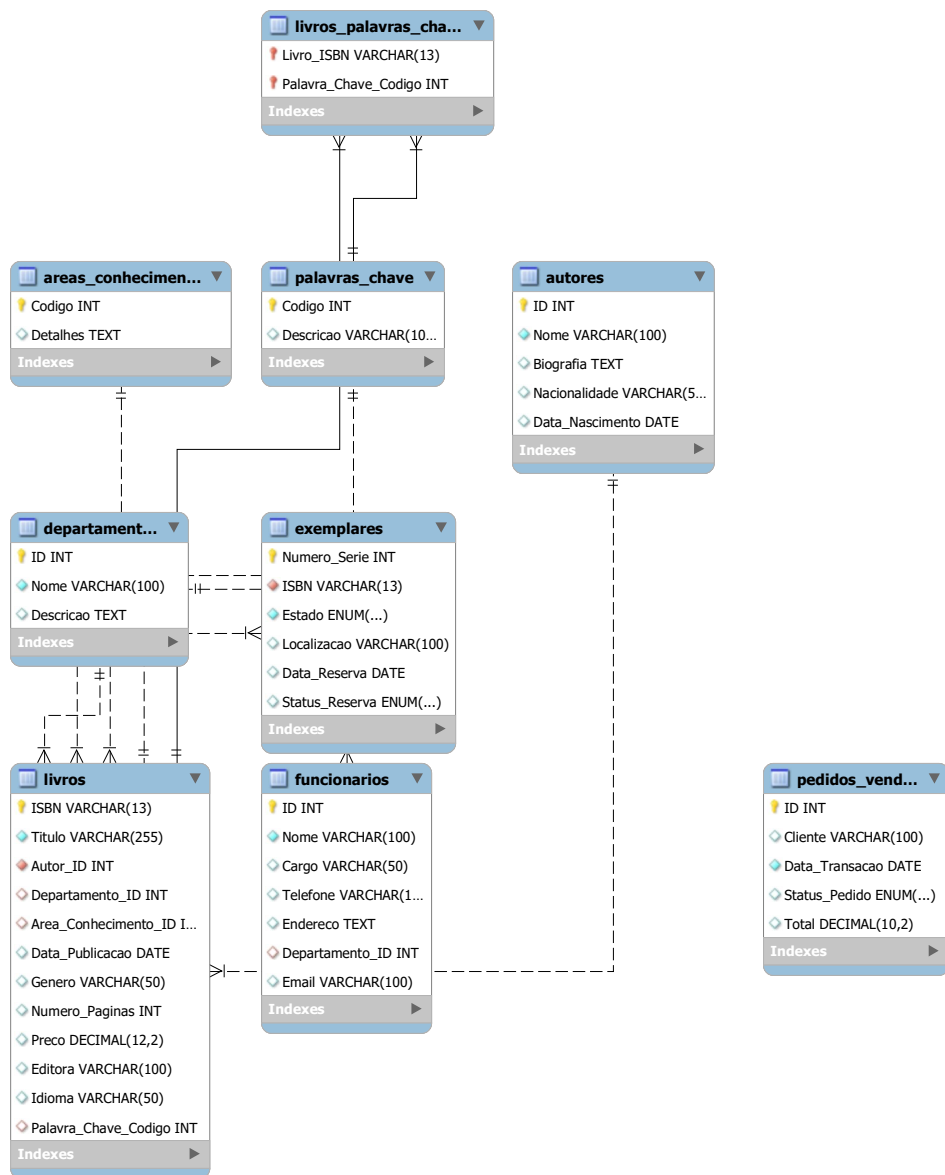 livros_palavras_cha...
Livro_ISBN VARCHAR(13)
Palavra_Chave_Codigo INT
Indexes
areas_conhecimen...
Codigo INT
Detalhes TEXT
Indexes
palavras_chave
Codigo INT
Descricao VARCHAR(10...
Indexes
autores
ID INT
Nome VARCHAR(100)
Biografia TEXT
Nacionalidade VARCHAR(5...
Data_Nascimento DATE
Indexes
departament...
ID INT
Nome VARCHAR(100)
Descricao TEXT
Indexes
exemplares
Numero_Serie INT
ISBN VARCHAR(13)
Estado ENUM(...)
Localizacao VARCHAR(100)
Data_Reserva DATE
Status_Reserva ENUM(...)
Indexes
livros
ISBN VARCHAR(13)
Titulo VARCHAR(255)
Autor_ID INT
Departamento_ID INT
Area_Conhecimento_ID I...
Data_Publicacao DATE
Genero VARCHAR(50)
Numero_Paginas INT
Preco DECIMAL(12,2)
Editora VARCHAR(100)
Idioma VARCHAR(50)
Palavra_Chave_Codigo INT
Indexes
funcionarios
ID INT
Nome VARCHAR(100)
Cargo VARCHAR(50)
Telefone VARCHAR(1...
Endereco TEXT
Departamento_ID INT
Email VARCHAR(100)
Indexes
pedidos_vend...
ID INT
Cliente VARCHAR(100)
Data_Transacao DATE
Status_Pedido ENUM(...)
Total DECIMAL(10,2)
Indexes